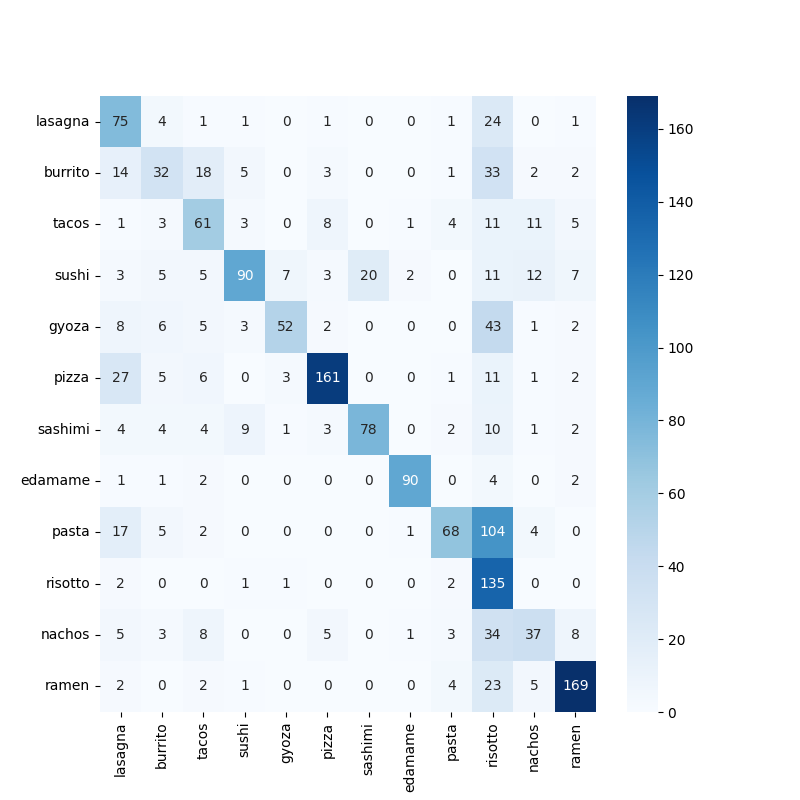 lasagna 75 4 1 1 0 1 0 0 1 24 0 1
burrito 14 32 18 5 0 3 0 0 1 33 2 2
tacos 1 3 61 3 0 8 0 1 4 11 11 5
sushi 3 5 5 90 7 3 20 2 0 11 12 7
gyoza 8 6 5 3 52 2 0 0 0 43 1 2
pizza 27 5 6 0 3 161 0 0 1 11 1 2
sashimi 4 4 4 9 1 3 78 0 2 10 1 2
edamame 1 1 2 0 0 0 0 90 0 4 0 2
pasta 17 5 2 0 0 0 0 1 68 104 4 0
risotto 2 0 0 1 1 0 0 0 2 135 0 0
nachos 5 3 8 0 0 5 0 1 3 34 37 8
ramen 2 0 2 1 0 0 0 0 4 23 5 169
lasagna burrito tacos sushi gyoza pizza sashimi edamame pasta risotto nachos ramen
160
140
120
100
80
60
40
20
0